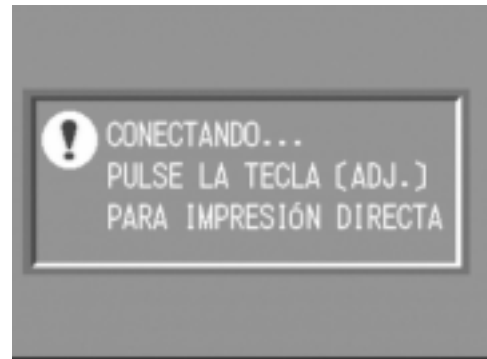 CONECTANDO...
PULSE LA TECLA (ADJ.)
PARA IMPRESIÓN DIRECTA